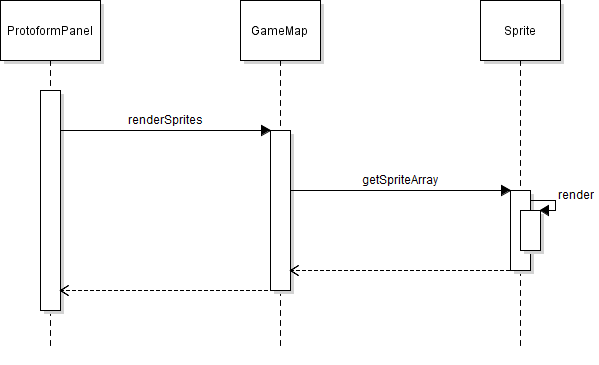 ProtoformPanel
GameMap
Sprite
renderSprites
getSpriteArray
render